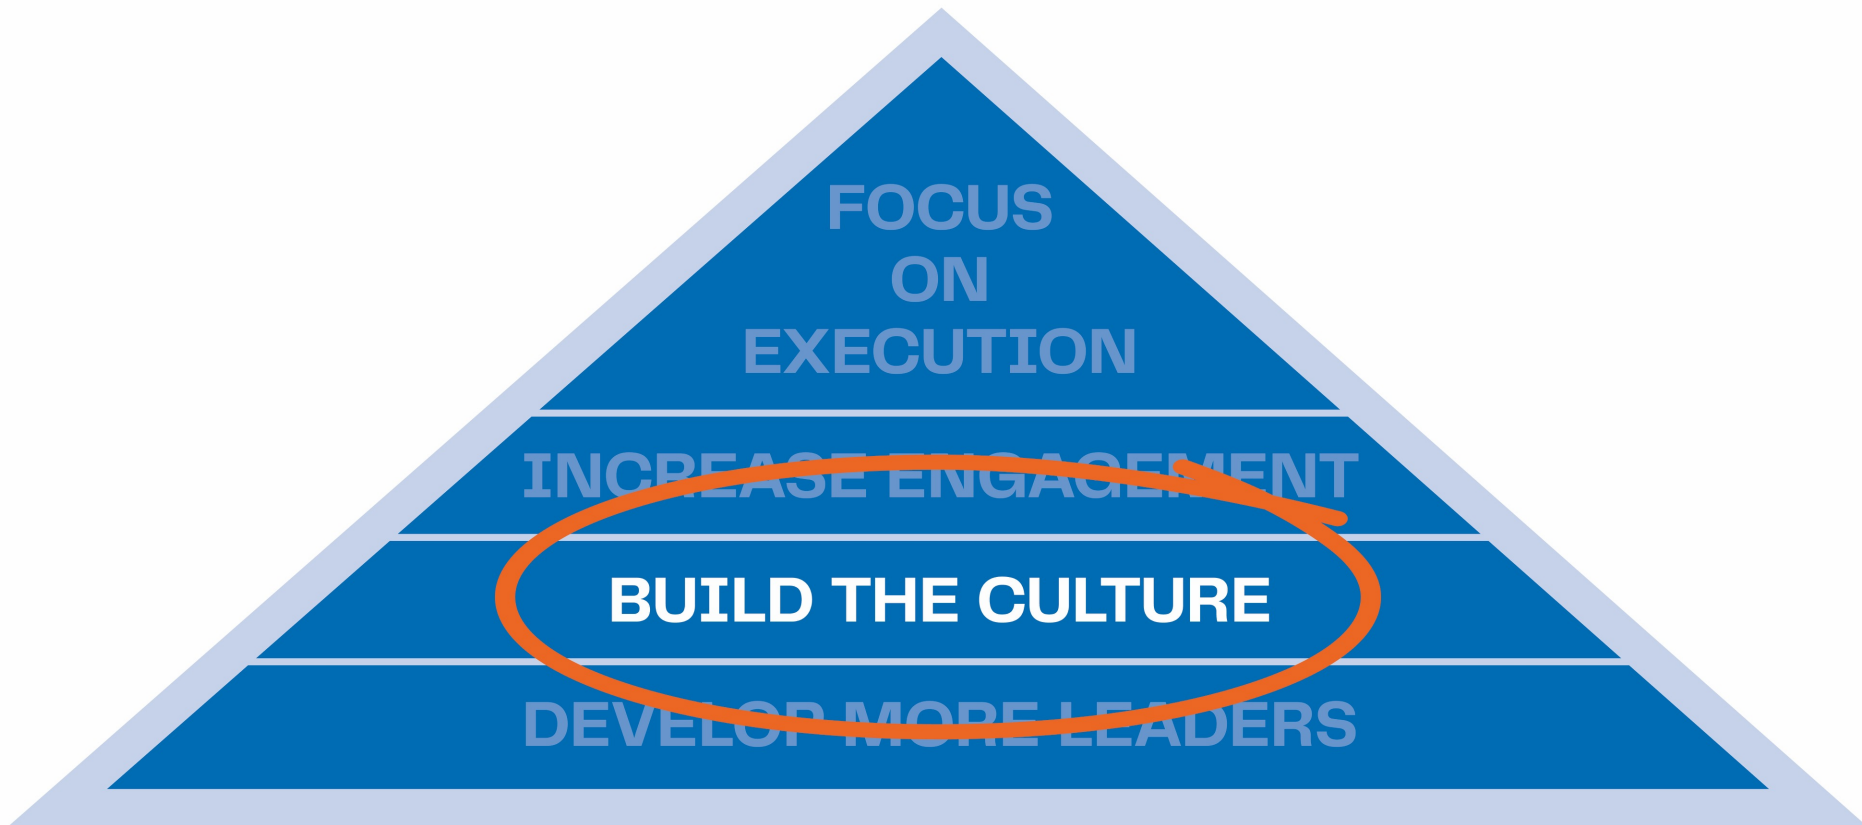 FOCUS
ON
EXECUTION
INCREASE ENGAGEMENT
BUILD THE CULTURE
DEVELOP MORE LEADERS